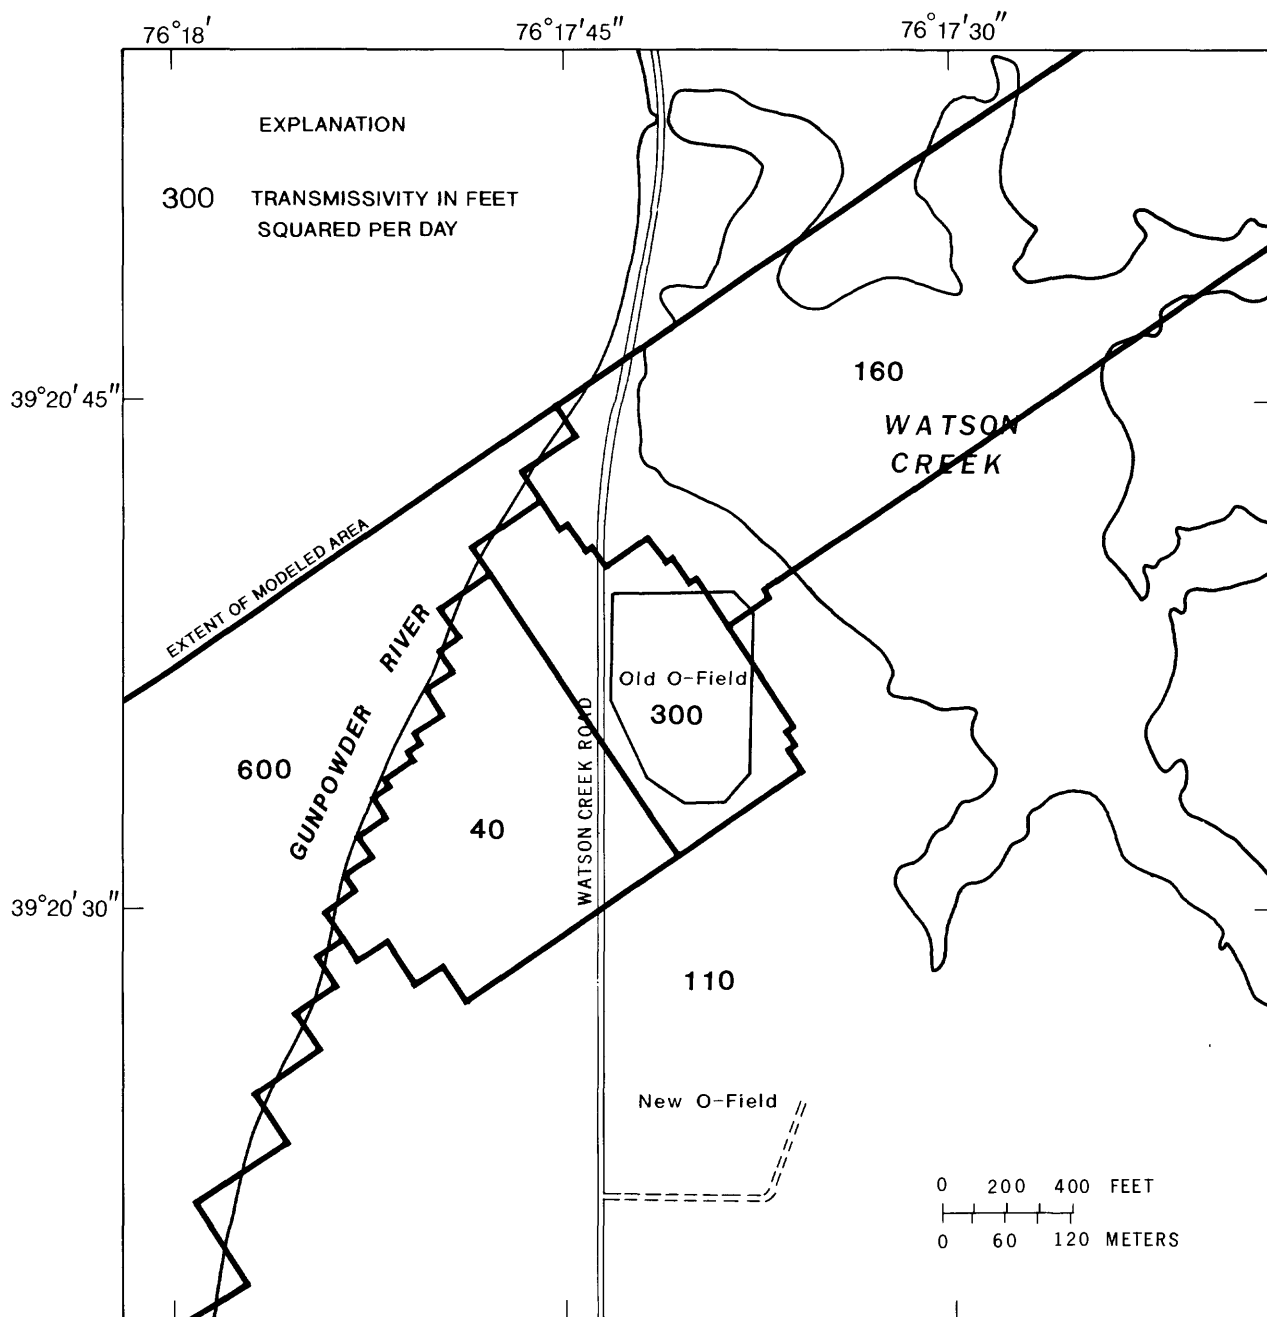 76°18′
76°17′45″
76°17′30″
EXPLANATION
300 TRANSMISSIVITY IN FEET
SQUARED PER DAY
39°20′45″
160
WATSON
CREEK
EXTENT OF MODELED AREA
GUNPOWDER RIVER
600
40
WATSON CREEK ROAD
Old O-Field
300
39°20′30″
110
New O-Field
0 200 400 FEET
0 60 120 METERS